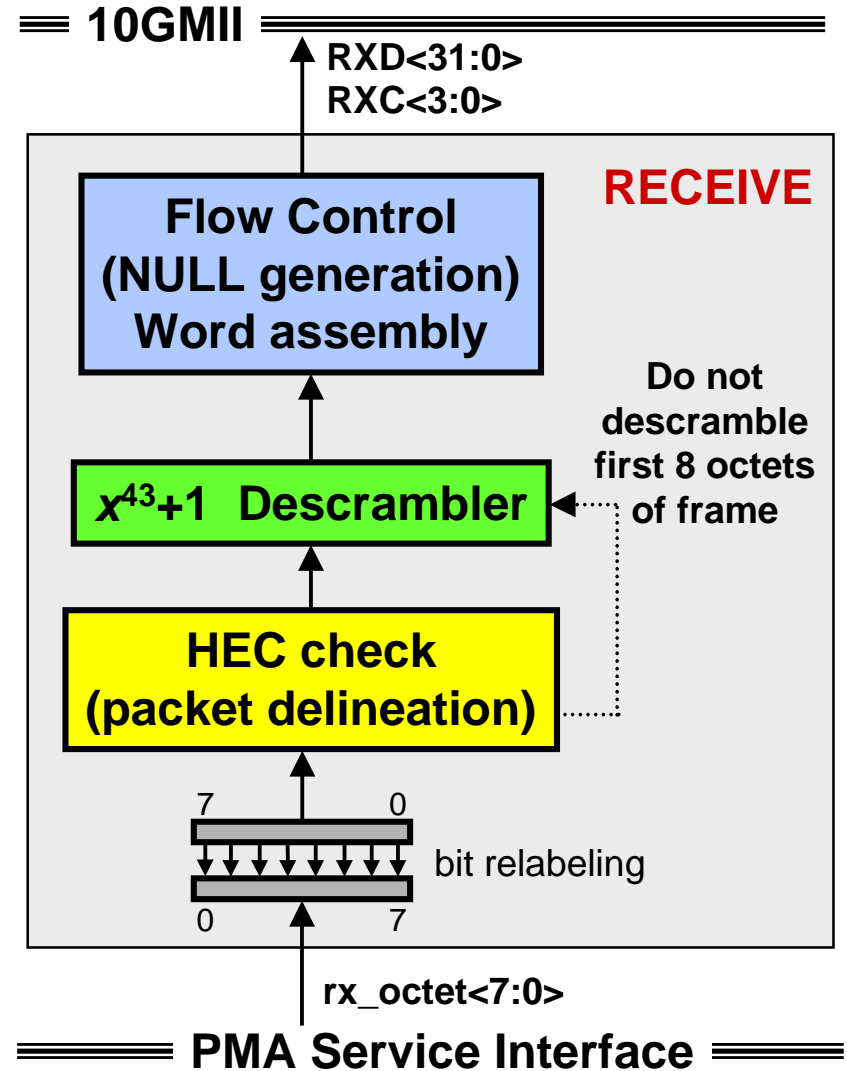 10GMII
RXD<31:0>
RXC<3:0>
RECEIVE
Flow Control
(NULL generation)
Word assembly
Do not
descramble
first 8 octets
of frame
x⁴³+1 Descrambler
HEC check
(packet delineation)
7 0
bit relabeling
0 7
rx_octet<7:0>
PMA Service Interface